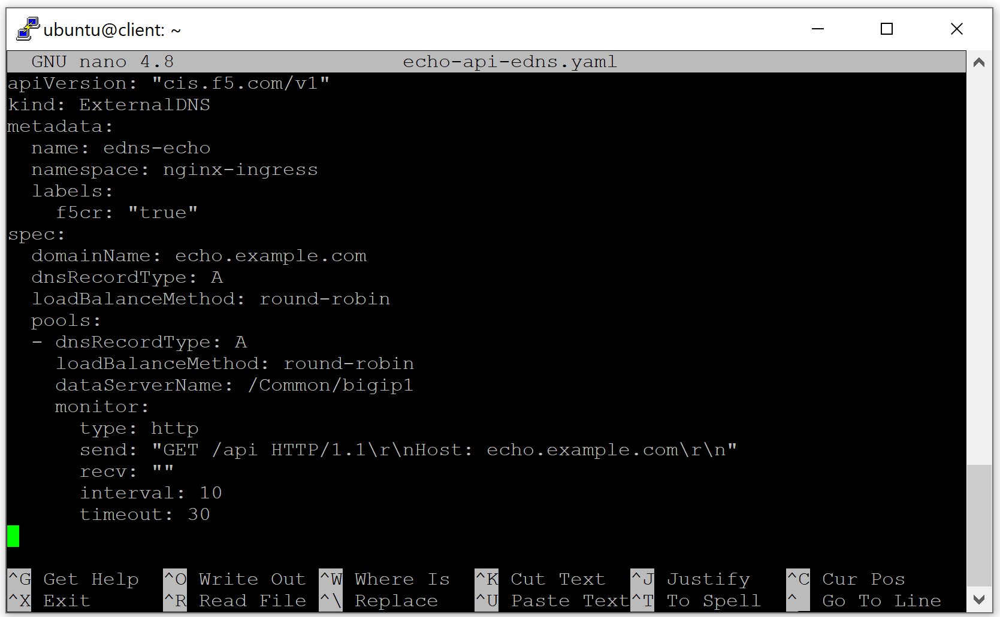 ubuntu@client: ~
GNU nano 4.8 echo-api-edns.yaml
apiVersion: "cis.f5.com/v1"
kind: ExternalDNS
metadata:
  name: edns-echo
  namespace: nginx-ingress
  labels:
    f5cr: "true"
spec:
  domainName: echo.example.com
  dnsRecordType: A
  loadBalanceMethod: round-robin
  pools:
  - dnsRecordType: A
    loadBalanceMethod: round-robin
    dataServerName: /Common/bigip1
    monitor:
      type: http
      send: "GET /api HTTP/1.1\r\nHost: echo.example.com\r\n"
      recv: ""
      interval: 10
      timeout: 30
^G Get Help ^O Write Out ^W Where Is ^K Cut Text ^J Justify ^C Cur Pos
^X Exit ^R Read File ^\ Replace ^U Paste Text ^T To Spell ^_ Go To Line